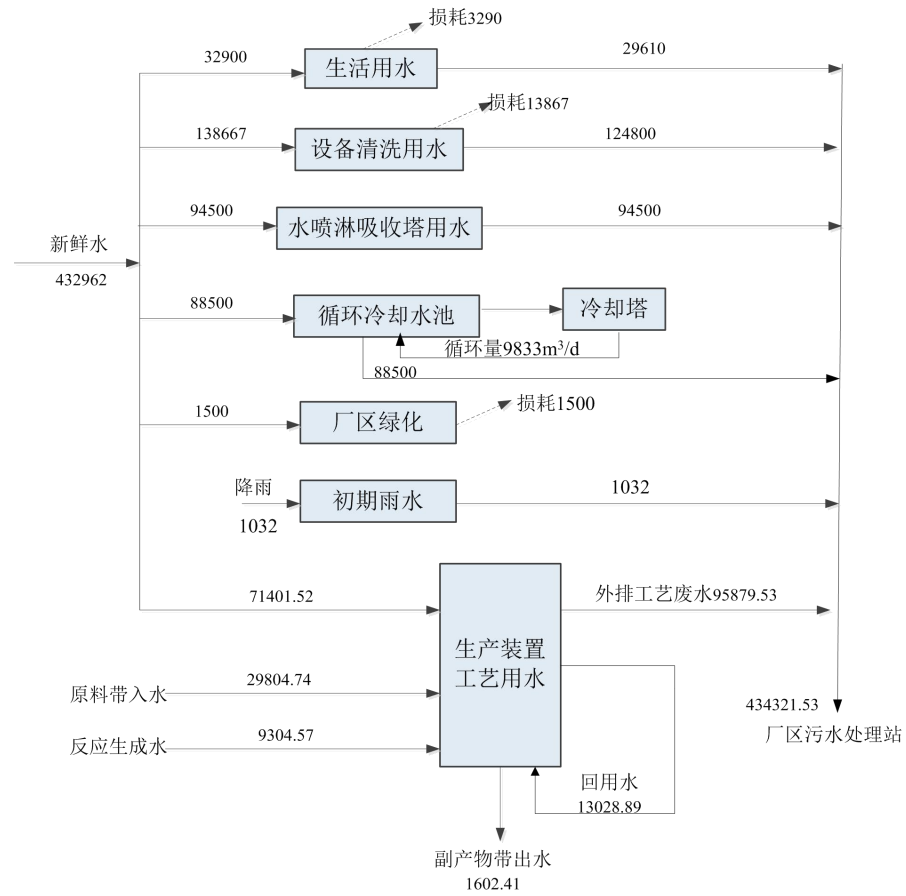 损耗3290
32900
生活用水
29610
损耗13867
138667
设备清洗用水
124800
94500
水喷淋吸收塔用水
94500
新鲜水
432962
88500
循环冷却水池
冷却塔
循环量9833m³/d
88500
1500
厂区绿化
损耗1500
降雨
1032
初期雨水
1032
71401.52
外排工艺废水95879.53
生产装置
工艺用水
29804.74
原料带入水
9304.57
反应生成水
434321.53
厂区污水处理站
回用水
13028.89
副产物带出水
1602.41